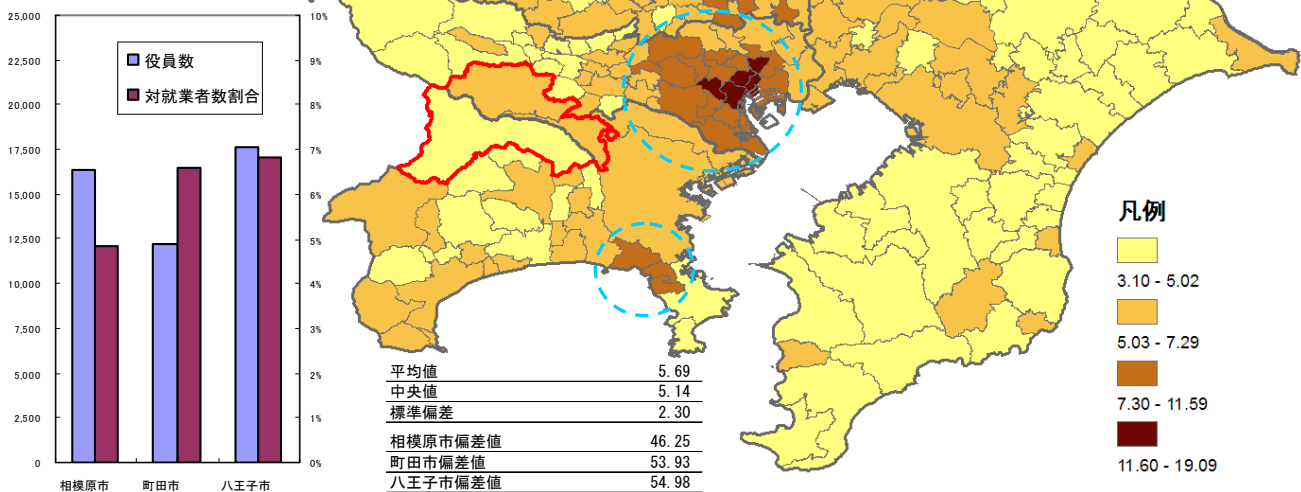 25,000
22,500
20,000
17,500
15,000
12,500
10,000
7,500
5,000
2,500
0
10%
9%
8%
7%
6%
5%
4%
3%
2%
1%
0%
役員数
対就業者数割合
相模原市 町田市 八王子市
平均値 5.69
中央値 5.14
標準偏差 2.30
相模原市偏差値 46.25
町田市偏差値 53.93
八王子市偏差値 54.98
凡例
3.10 - 5.02
5.03 - 7.29
7.30 - 11.59
11.60 - 19.09